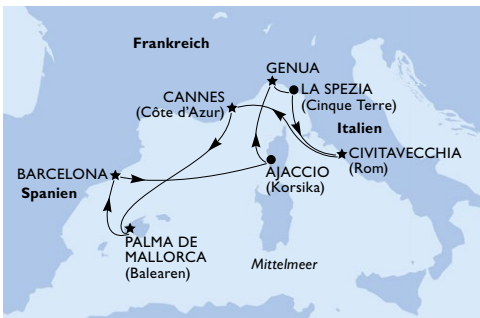 Frankreich
GENUA
LA SPEZIA
(Cinque Terre)
CANNES
(Côte d'Azur)
Italien
CIVITAVECCHIA
(Rom)
BARCELONA
Spanien
AJACCIO
(Korsika)
PALMA DE
MALLORCA
(Balearen)
Mittelmeer